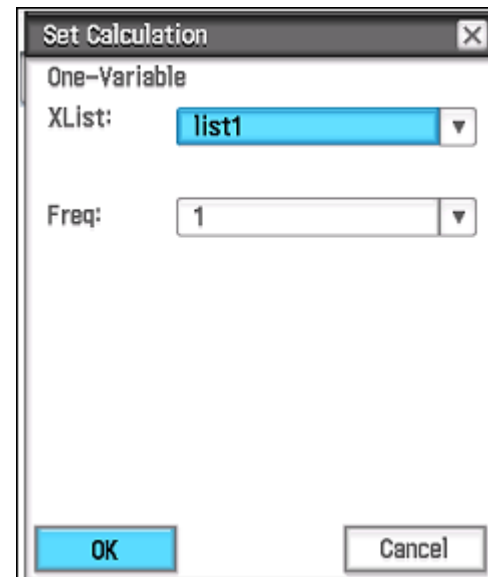 Set Calculation
One-Variable
XList: list1
Freq: 1
OK Cancel